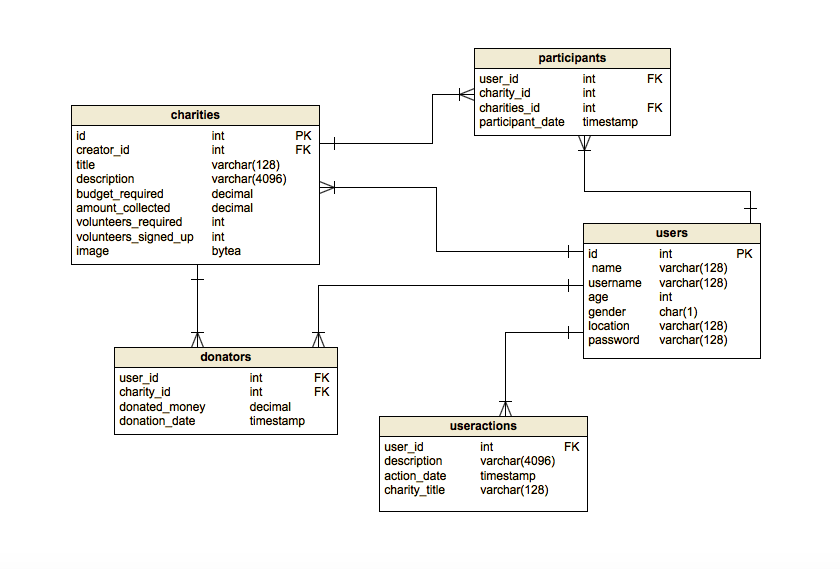 participants
user_id int FK
charity_id int
charities_id int FK
participant_date timestamp
charities
id int PK
creator_id int FK
title varchar(128)
description varchar(4096)
budget_required decimal
amount_collected decimal
volunteers_required int
volunteers_signed_up int
image bytea
users
id int PK
name varchar(128)
username varchar(128)
age int
gender char(1)
location varchar(128)
password varchar(128)
donators
user_id int FK
charity_id int FK
donated_money decimal
donation_date timestamp
useractions
user_id int FK
description varchar(4096)
action_date timestamp
charity_title varchar(128)